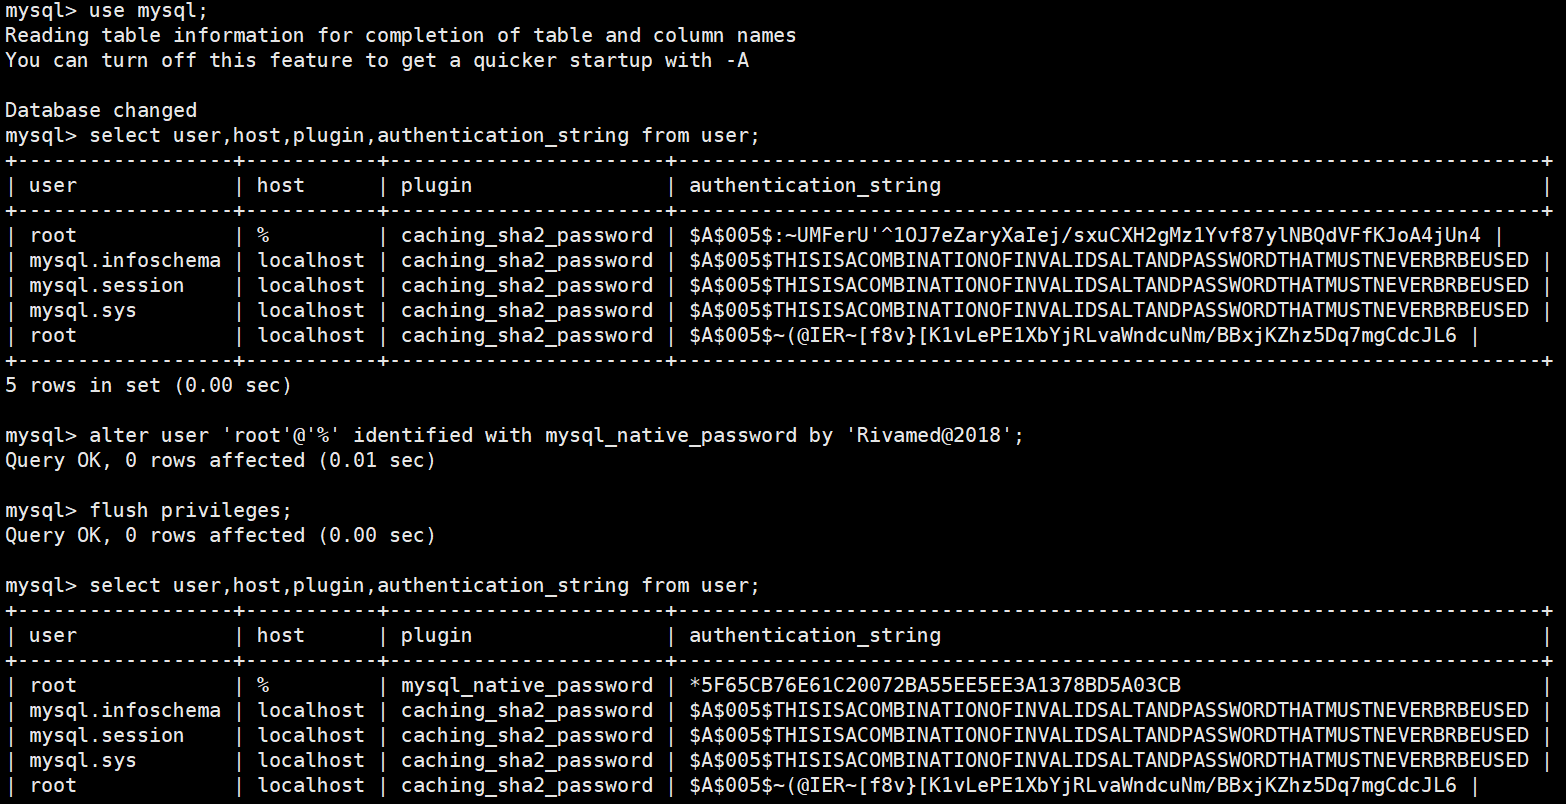 mysql> use mysql;
Reading table information for completion of table and column names
You can turn off this feature to get a quicker startup with -A
Database changed
mysql> select user,host,plugin,authentication_string from user;
+------------------+-----------+-----------------------+------------------------------------------------------------------------+
| user             | host      | plugin                | authentication_string                                                  |
+------------------+-----------+-----------------------+------------------------------------------------------------------------+
| root             | %         | caching_sha2_password | $A$005$:~UMFerU'^1OJ7eZaryXaIej/sxuCXH2gMz1Yvf87ylNBQdVFfKJoA4jUn4 |
| mysql.infoschema | localhost | caching_sha2_password | $A$005$THISISACOMBINATIONOFINVALIDSALTANDPASSWORDTHATMUSTNEVERBRBEUSED |
| mysql.session    | localhost | caching_sha2_password | $A$005$THISISACOMBINATIONOFINVALIDSALTANDPASSWORDTHATMUSTNEVERBRBEUSED |
| mysql.sys        | localhost | caching_sha2_password | $A$005$THISISACOMBINATIONOFINVALIDSALTANDPASSWORDTHATMUSTNEVERBRBEUSED |
| root             | localhost | caching_sha2_password | $A$005$~(@IER~[f8v}[K1vLePE1XbYjRLvaWndcuNm/BBxjKZhz5Dq7mgCdcJL6 |
+------------------+-----------+-----------------------+------------------------------------------------------------------------+
5 rows in set (0.00 sec)
mysql> alter user 'root'@'%' identified with mysql_native_password by 'Rivamed@2018';
Query OK, 0 rows affected (0.01 sec)
mysql> flush privileges;
Query OK, 0 rows affected (0.00 sec)
mysql> select user,host,plugin,authentication_string from user;
+------------------+-----------+-----------------------+------------------------------------------------------------------------+
| user             | host      | plugin                | authentication_string                                                  |
+------------------+-----------+-----------------------+------------------------------------------------------------------------+
| root             | %         | mysql_native_password | *5F65CB76E61C20072BA55EE5EE3A1378BD5A03CB                              |
| mysql.infoschema | localhost | caching_sha2_password | $A$005$THISISACOMBINATIONOFINVALIDSALTANDPASSWORDTHATMUSTNEVERBRBEUSED |
| mysql.session    | localhost | caching_sha2_password | $A$005$THISISACOMBINATIONOFINVALIDSALTANDPASSWORDTHATMUSTNEVERBRBEUSED |
| mysql.sys        | localhost | caching_sha2_password | $A$005$THISISACOMBINATIONOFINVALIDSALTANDPASSWORDTHATMUSTNEVERBRBEUSED |
| root             | localhost | caching_sha2_password | $A$005$~(@IER~[f8v}[K1vLePE1XbYjRLvaWndcuNm/BBxjKZhz5Dq7mgCdcJL6 |